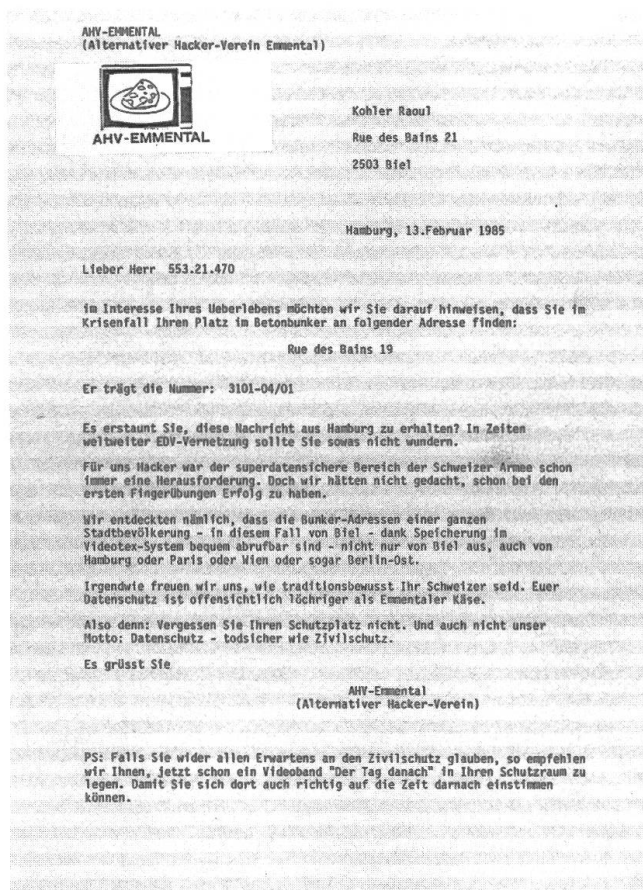 AHV-EMMENTAL
(Alternativer Hacker-Verein Emmental)
AHV-EMMENTAL
Kohler Raoul
Rue des Bains 21
2503 Biel
Hamburg, 13.Februar 1985
Lieber Herr 553.21.470
im Interesse Ihres Ueberlebens möchten wir Sie darauf hinweisen, dass Sie im
Krisenfall Ihrem Platz im Betonbunker an folgender Adresse finden:
Rue des Bains 19
Er trägt die Nummer: 3101-04/01
Es erstaunt Sie, diese Nachricht aus Hamburg zu erhalten? In Zeiten
weltweiter EDV-Vernetzung sollte Sie sowas nicht wundern.
Für uns Hacker war der superdatensichere Bereich der Schweizer Armee schon
immer eine Herausforderung. Doch wir hätten nicht gedacht, schon bei den
ersten Fingerübungen Erfolg zu haben.
Wir entdeckten nämlich, dass die Bunker-Adressen einer ganzen
Stadtbevölkerung - in diesem Fall von Biel - dank Speicherung im
Videotex-System bequem abrufbar sind - nicht nur von Biel aus, auch von
Hamburg oder Paris oder Wien oder sogar Berlin-Ost.
Irgendwie freuen wir uns, wie traditionsbewusst Ihr Schweizer seid. Euer
Datenschutz ist offensichtlich löchriger als Emmentaler Käse.
Also denn: Vergessen Sie Ihren Schutzplatz nicht. Und auch nicht unser
Motto: Datenschutz - todsicher wie Zivilschutz.
Es grüsst Sie
AHV-Emmental
(Alternativer Hacker-Verein)
PS: Falls Sie wider allen Erwartens an den Zivilschutz glauben, so empfehlen
wir Ihnen, jetzt schon ein Videoband "Der Tag danach" in Ihren Schutzraum zu
legen. Damit Sie sich dort auch richtig auf die Zeit darnach einstimmen
können.